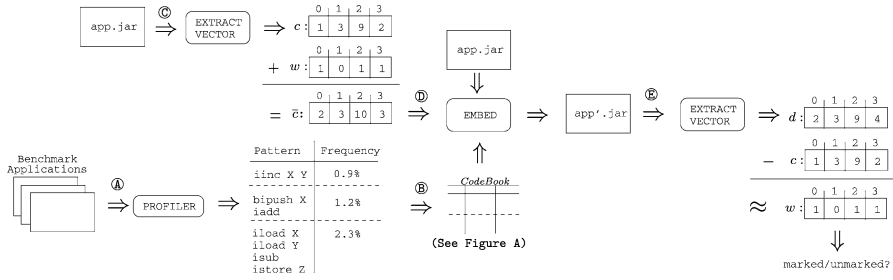 Ⓒ
app.jar ⇒ EXTRACT VECTOR ⇒
0 1 2 3
c: 1 3 9 2
0 1 2 3
+ w: 1 0 1 1
0 1 2 3
= c̄: 2 3 10 3
Ⓓ
app.jar
EMBED
app'.jar
Ⓔ
EXTRACT VECTOR
0 1 2 3
d: 2 3 9 4
0 1 2 3
− c: 1 3 9 2
0 1 2 3
≈ w: 1 0 1 1
marked/unmarked?
Benchmark
Applications
Ⓐ
PROFILER
Pattern Frequency
iinc X Y 0.9%
bipush X 1.2%
iadd
iload X 2.3%
iload Y
isub
istore Z
Ⓑ
CodeBook
(See Figure A)